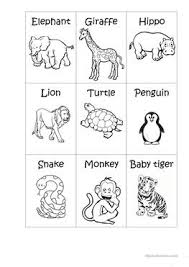 Elephant Giraffe Hippo
Lion Turtle Penguin
Snake Monkey Baby tiger